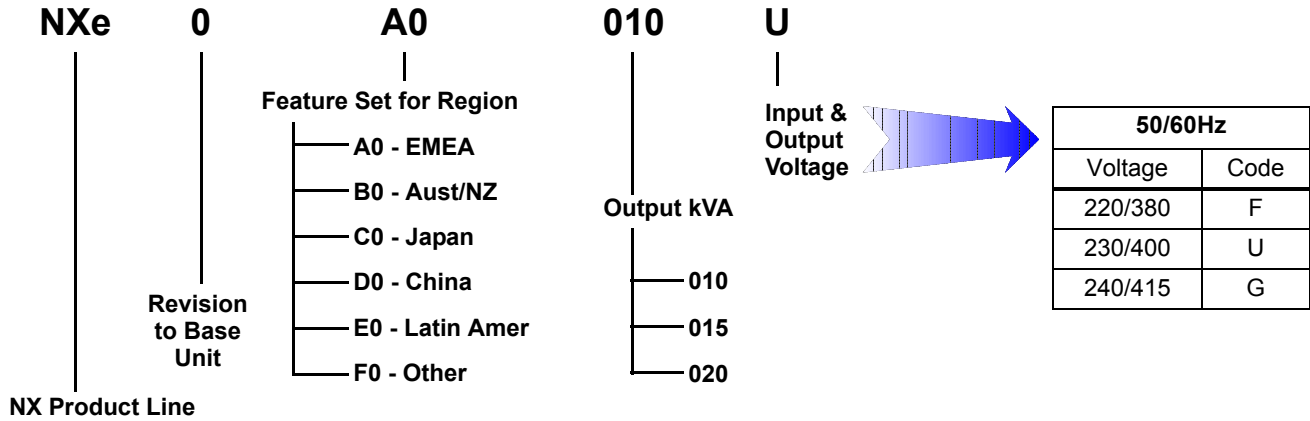 NXe 0 A0 010 U
Feature Set for Region
A0 - EMEA
B0 - Aust/NZ
C0 - Japan
D0 - China
E0 - Latin Amer
F0 - Other
Revision
to Base
Unit
NX Product Line
Output kVA
010
015
020
Input &
Output
Voltage
50/60Hz
Voltage Code
220/380 F
230/400 U
240/415 G